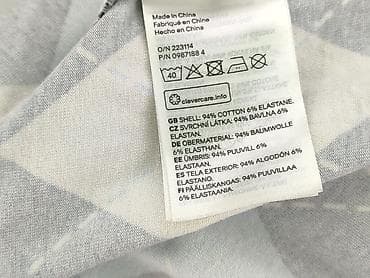 Made in China
Fabriqué en Chine
Hecho en China
O/N 223114
P/N 0987188 4
40
clevercare.info
GB SHELL: 94% COTTON 6% ELASTANE.
CZ SVRCHNÍ LÁTKA: 94% BAVLNA 6%
ELASTAN.
DE OBERMATERIAL: 94% BAUMWOLLE
6% ELASTHAN.
EE ÜMBRIS: 94% PUUVILL 6%
ELASTAAN.
ES TELA EXTERIOR: 94% ALGODÓN 6%
ELASTANO.
FI PÄÄLLISKANGAS: 94% PUUVILLAA
6% ELASTAANIA.